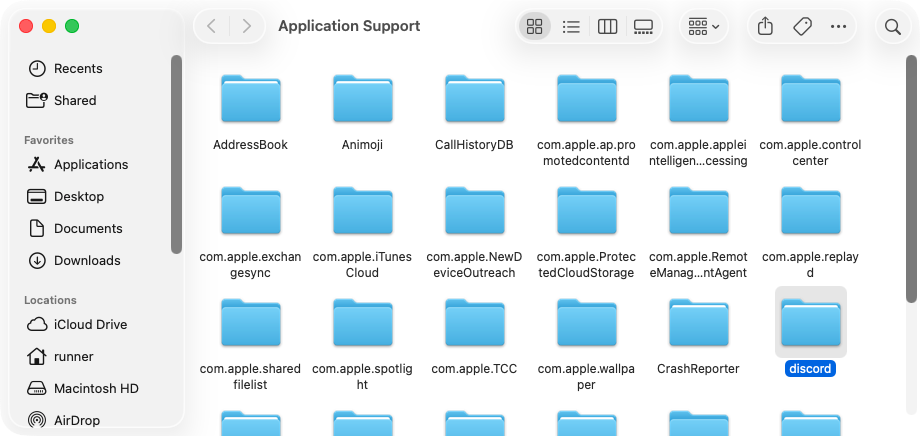 Application Support
Recents
Shared
Favorites
Applications
Desktop
Documents
Downloads
Locations
iCloud Drive
runner
Macintosh HD
AirDrop
AddressBook
Animoji
CallHistoryDB
com.apple.ap.pro
motedcontentd
com.apple.apple
intelligen...cessing
com.apple.control
center
com.apple.exchan
gesync
com.apple.iTunes
Cloud
com.apple.NewD
eviceOutreach
com.apple.Protec
tedCloudStorage
com.apple.Remot
eManag...ntAgent
com.apple.replay
d
com.apple.shared
filelist
com.apple.spotlig
ht
com.apple.TCC
com.apple.wallpa
per
CrashReporter
discord